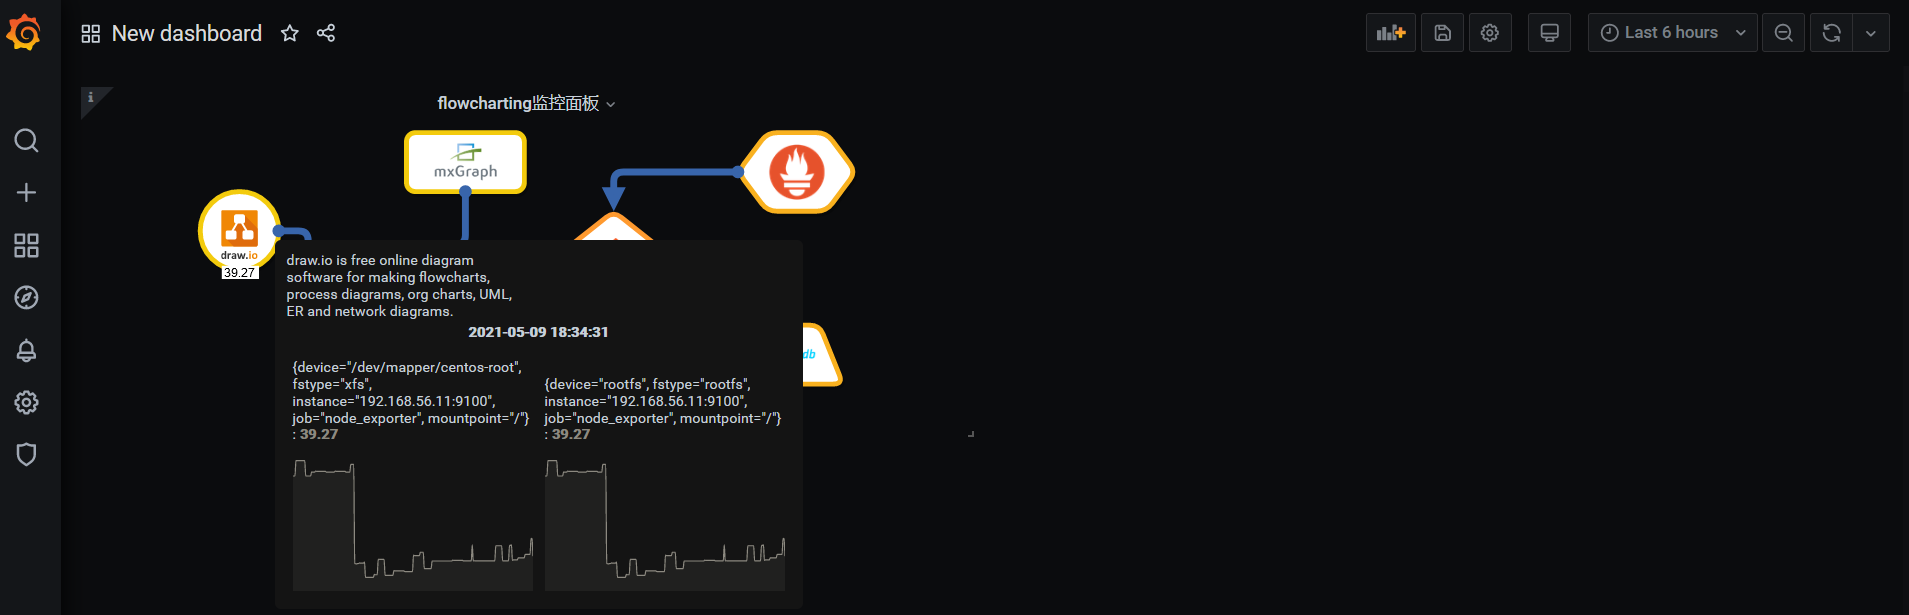 New dashboard
Last 6 hours
i
flowcharting监控面板
mxGraph
draw.io
39.27
draw.io is free online diagram
software for making flowcharts,
process diagrams, org charts, UML,
ER and network diagrams.
2021-05-09 18:34:31
{device="/dev/mapper/centos-root",
fstype="xfs",
instance="192.168.56.11:9100",
job="node_exporter", mountpoint="/"}
: 39.27
{device="rootfs", fstype="rootfs",
instance="192.168.56.11:9100",
job="node_exporter", mountpoint="/"}
: 39.27
db